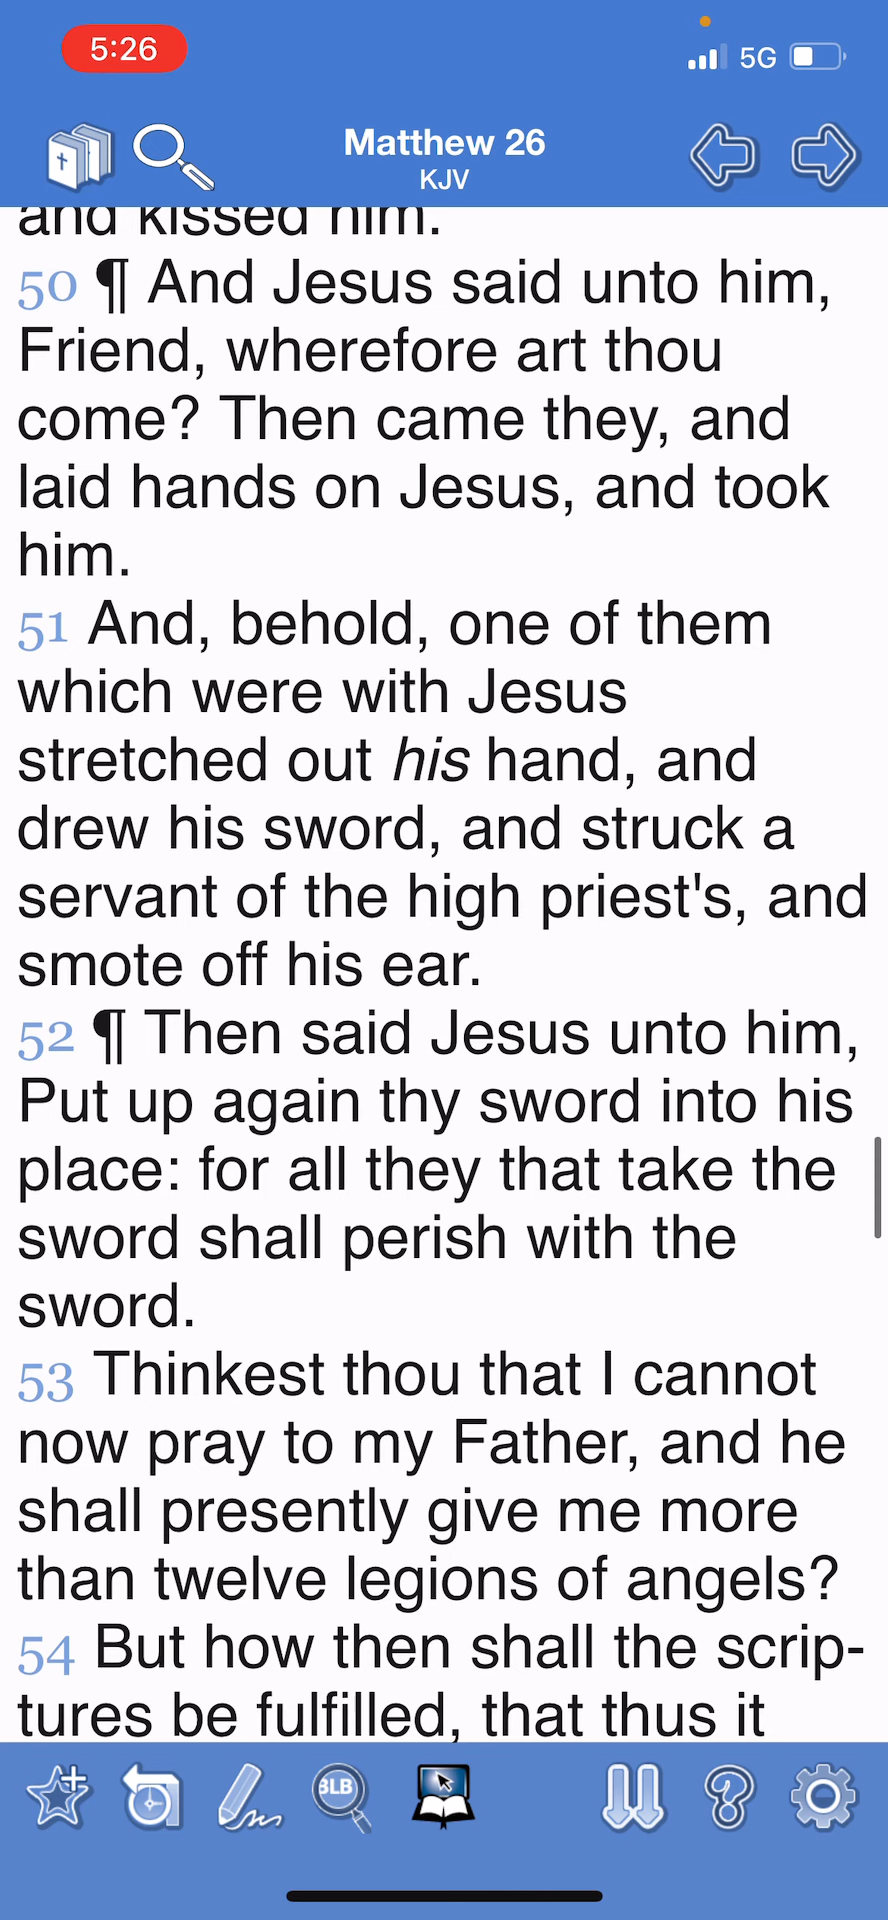 5:26
5G
Matthew 26
KJV
and kissed him.
50 ¶ And Jesus said unto him,
Friend, wherefore art thou
come? Then came they, and
laid hands on Jesus, and took
him.
51 And, behold, one of them
which were with Jesus
stretched out his hand, and
drew his sword, and struck a
servant of the high priest's, and
smote off his ear.
52 ¶ Then said Jesus unto him,
Put up again thy sword into his
place: for all they that take the
sword shall perish with the
sword.
53 Thinkest thou that I cannot
now pray to my Father, and he
shall presently give me more
than twelve legions of angels?
54 But how then shall the scrip-
tures be fulfilled, that thus it
BLB